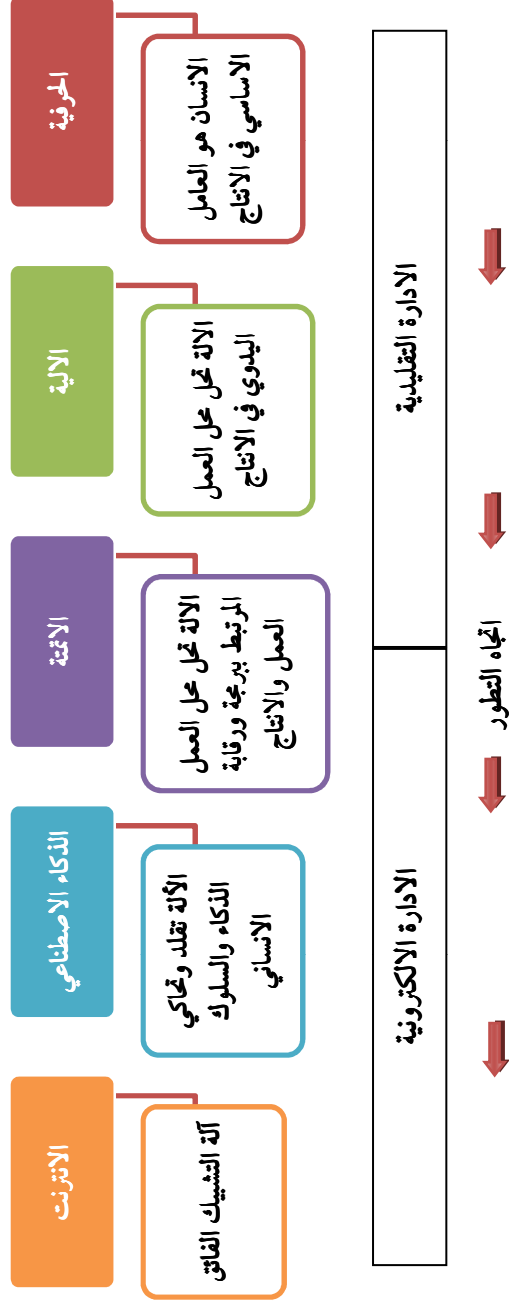 الحرفية
الانسان هو العامل
الاساسي في الانتاج
الالية
الالة تحل محل العمل
اليدوي في الانتاج
الاتمتة
الالة تحل محل العمل
المرتبط ببرمجة ورقابة
العمل والانتاج
الذكاء الاصطناعي
الألة تقلد وتحاكي
الذكاء والسلوك
الانساني
الانترنت
آلة التشبيك الفائق
الادارة التقليدية
الادارة الالكترونية
اتجاه التطور